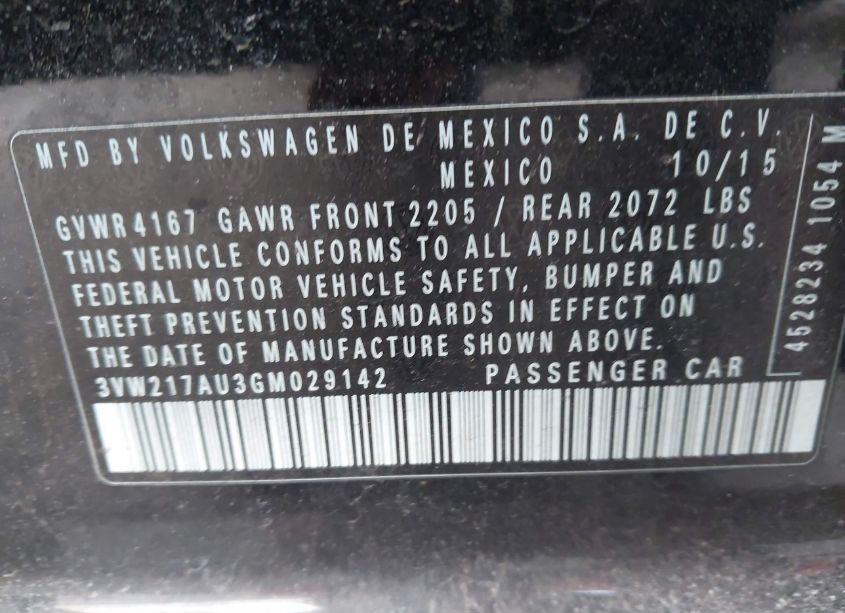 MFD BY VOLKSWAGEN DE MEXICO S.A. DE C.V.
MEXICO 10/15
GVWR 4167 GAWR FRONT 2205 / REAR 2072 LBS
THIS VEHICLE CONFORMS TO ALL APPLICABLE U.S.
FEDERAL MOTOR VEHICLE SAFETY, BUMPER AND
THEFT PREVENTION STANDARDS IN EFFECT ON
THE DATE OF MANUFACTURE SHOWN ABOVE.
3VW217AU3GM029142 PASSENGER CAR
4528234 1054 M